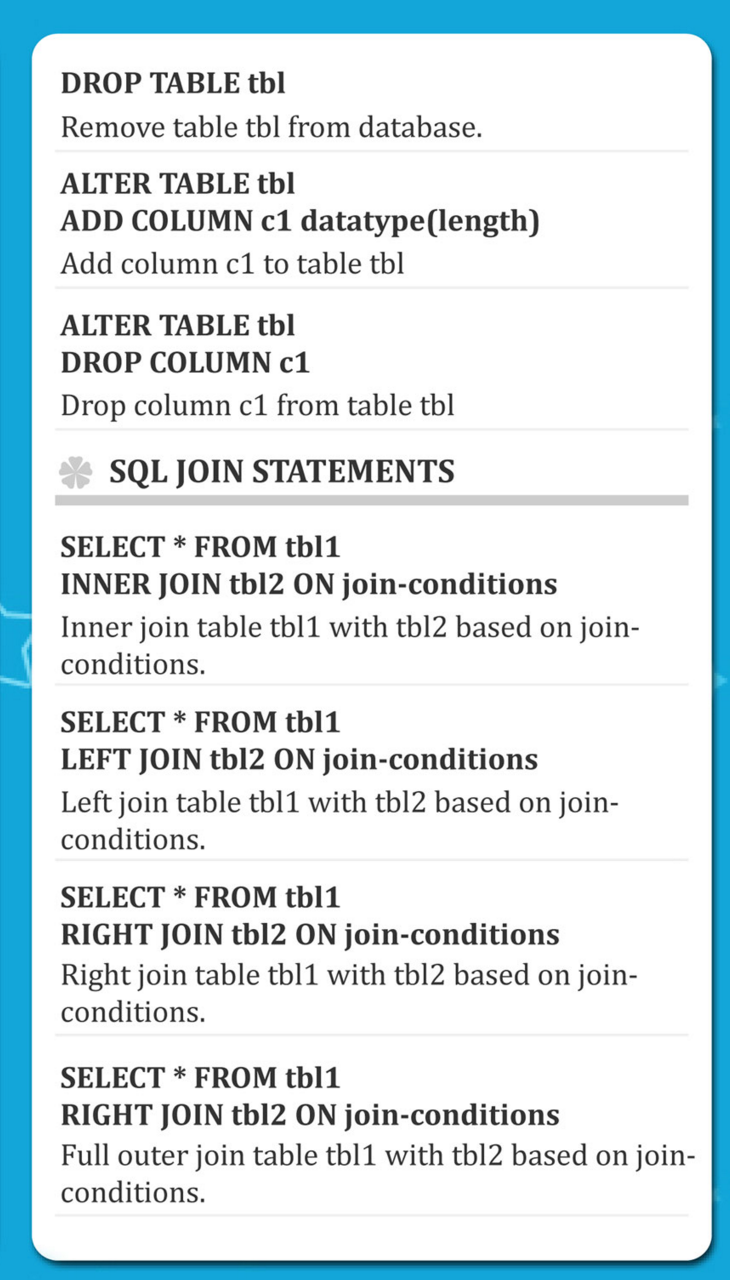 DROP TABLE tbl
Remove table tbl from database.
ALTER TABLE tbl
ADD COLUMN c1 datatype(length)
Add column c1 to table tbl
ALTER TABLE tbl
DROP COLUMN c1
Drop column c1 from table tbl
SQL JOIN STATEMENTS
SELECT * FROM tbl1
INNER JOIN tbl2 ON join-conditions
Inner join table tbl1 with tbl2 based on join-
conditions.
SELECT * FROM tbl1
LEFT JOIN tbl2 ON join-conditions
Left join table tbl1 with tbl2 based on join-
conditions.
SELECT * FROM tbl1
RIGHT JOIN tbl2 ON join-conditions
Right join table tbl1 with tbl2 based on join-
conditions.
SELECT * FROM tbl1
RIGHT JOIN tbl2 ON join-conditions
Full outer join table tbl1 with tbl2 based on join-
conditions.